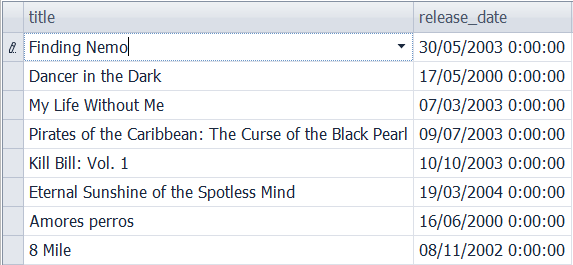 title release_date
Finding Nemo 30/05/2003 0:00:00
Dancer in the Dark 17/05/2000 0:00:00
My Life Without Me 07/03/2003 0:00:00
Pirates of the Caribbean: The Curse of the Black Pearl 09/07/2003 0:00:00
Kill Bill: Vol. 1 10/10/2003 0:00:00
Eternal Sunshine of the Spotless Mind 19/03/2004 0:00:00
Amores perros 16/06/2000 0:00:00
8 Mile 08/11/2002 0:00:00